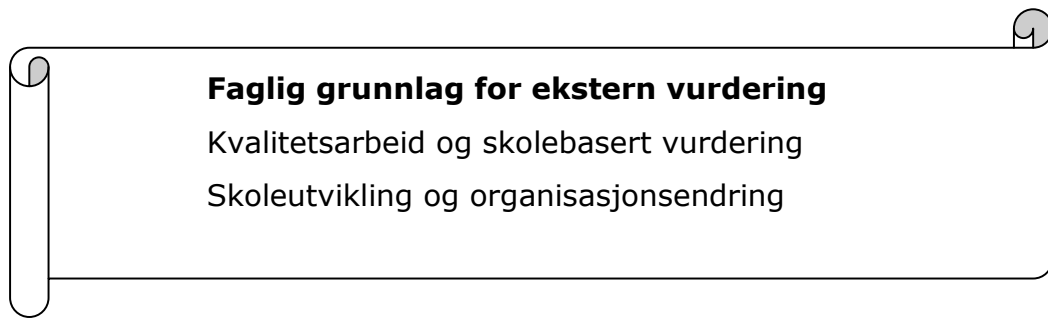 Faglig grunnlag for ekstern vurdering
Kvalitetsarbeid og skolebasert vurdering
Skoleutvikling og organisasjonsendring